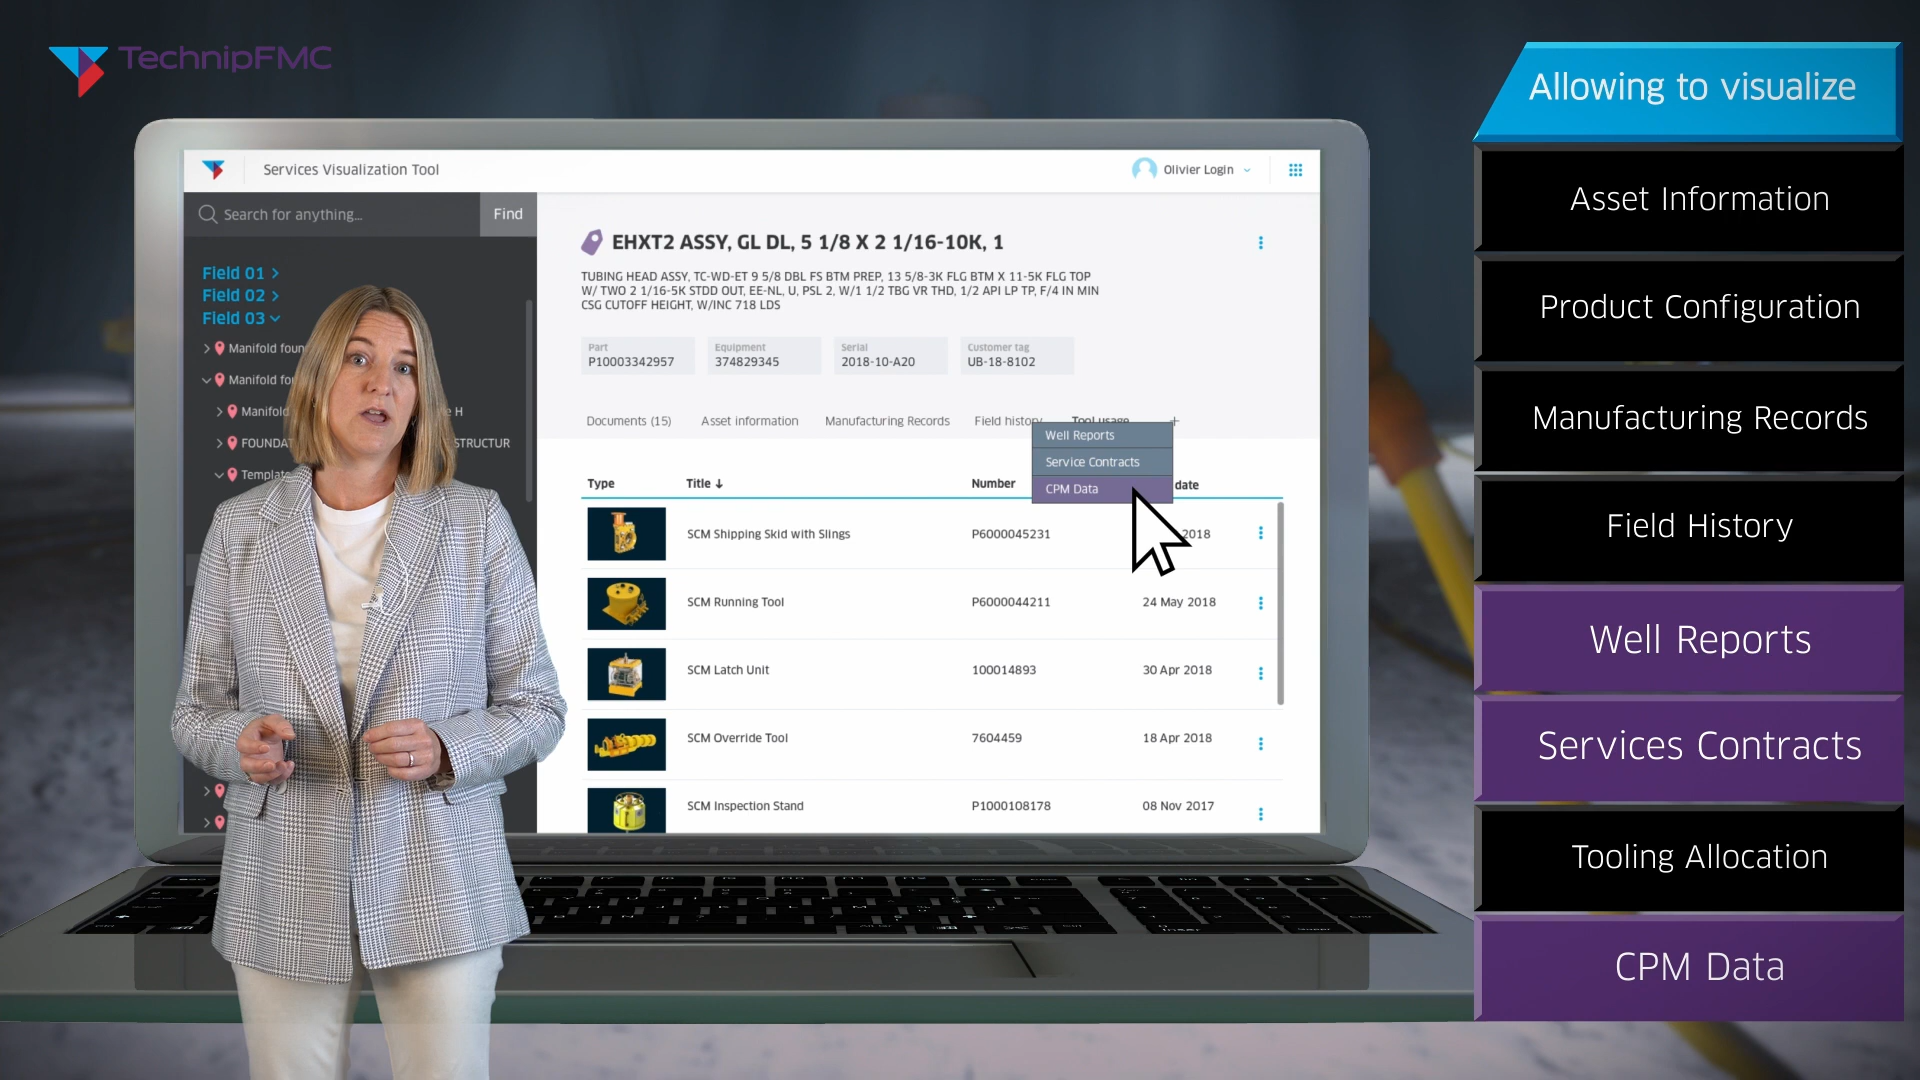 TechnipFMC
Services Visualization Tool
Olivier Login
Search for anything...
Find
Field 01
Field 02
Field 03
Manifold
FOUNDAT
STRUCTUR
EHXT2 ASSY, GL DL, 5 1/8 X 2 1/16-10K, 1
TUBING HEAD ASSY, TC-WD-ET 9 5/8 DBL FS BTM PREP, 13 5/8-3K FLG BTM X 11-5K FLG TOP
W/ TWO 2 1/16-5K STDD OUT, EE-NL, U, PSL 2, W/1 1/2 TBG VR THD, 1/2 API LP TP, F/4 IN MIN
CSG CUTOFF HEIGHT, W/INC 718 LDS
Part
P10003342957
Equipment
374829345
Serial
2018-10-A20
Customer tag
UB-18-8102
Documents (15) Asset information Manufacturing Records Field history Tool usage +
Well Reports
Service Contracts
CPM Data
Type Title ↓ Number date
SCM Shipping Skid with Slings P6000045231 2018
SCM Running Tool P6000044211 24 May 2018
SCM Latch Unit 100014893 30 Apr 2018
SCM Override Tool 7604459 18 Apr 2018
SCM Inspection Stand P1000108178 08 Nov 2017
Allowing to visualize
Asset Information
Product Configuration
Manufacturing Records
Field History
Well Reports
Services Contracts
Tooling Allocation
CPM Data